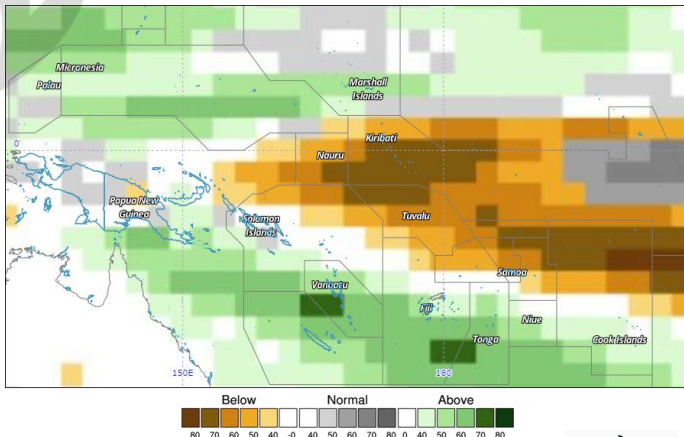 Micronesia
Palau
Marshall
Islands
0
Kiribati
Nauru
Papua New
Guinea
Solomon
Islands
Tuvalu
Samoa
Vanuatu
Fiji
Niue
Tonga
Cook Islands
150E
180
Below Normal Above
80 70 60 50 40 -0 40 50 60 70 80 0 40 50 60 70 80